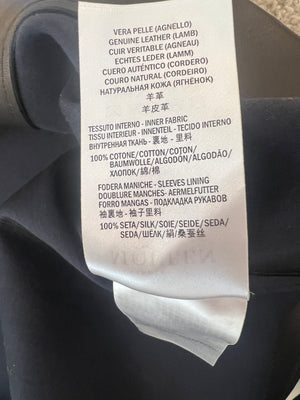 VERA PELLE (AGNELLO)
GENUINE LEATHER (LAMB)
CUIR VERITABLE (AGNEAU)
ECHTES LEDER (LAMM)
CUERO AUTÉNTICO (CORDERO)
COURO NATURAL (CORDEIRO)
НАТУРАЛЬНАЯ КОЖА (ЯГНЁНОК)
羊革
羊皮革
TESSUTO INTERNO - INNER FABRIC
TISSU INTERIEUR - INNENTEIL - TECIDO INTERNO
ВНУТРЕННАЯ ТКАНЬ - 裏地 - 里料
100% COTONE/COTTON/COTON/
BAUMWOLLE/ALGODON/ALGODÃO/
ХЛОПОК/綿/棉
FODERA MANICHE - SLEEVES LINING
DOUBLURE MANCHES- AERMELFUTTER
FORRO MANGAS - ПОДКЛАДКА РУКАВОВ
袖裏地 - 袖子里料
100% SETA/SILK/SOIE/SEIDE/SEDA/
SEDA/ШЁЛК/絹/桑蚕丝